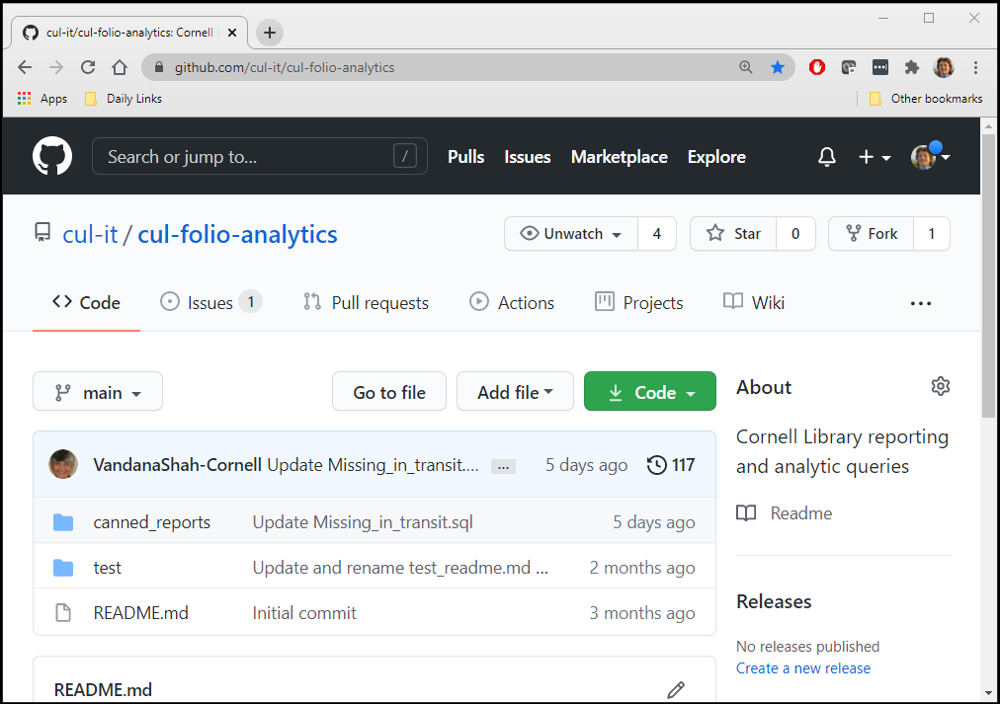 cul-it/cul-folio-analytics: Cornell
github.com/cul-it/cul-folio-analytics
Apps Daily Links Other bookmarks
Search or jump to... / Pulls Issues Marketplace Explore
cul-it / cul-folio-analytics Unwatch 4 Star 0 Fork 1
Code Issues 1 Pull requests Actions Projects Wiki ...
main Go to file Add file Code
VandanaShah-Cornell Update Missing_in_transit.... ... 5 days ago 117
canned_reports Update Missing_in_transit.sql 5 days ago
test Update and rename test_readme.md ... 2 months ago
README.md Initial commit 3 months ago
README.md
About
Cornell Library reporting
and analytic queries
Readme
Releases
No releases published
Create a new release